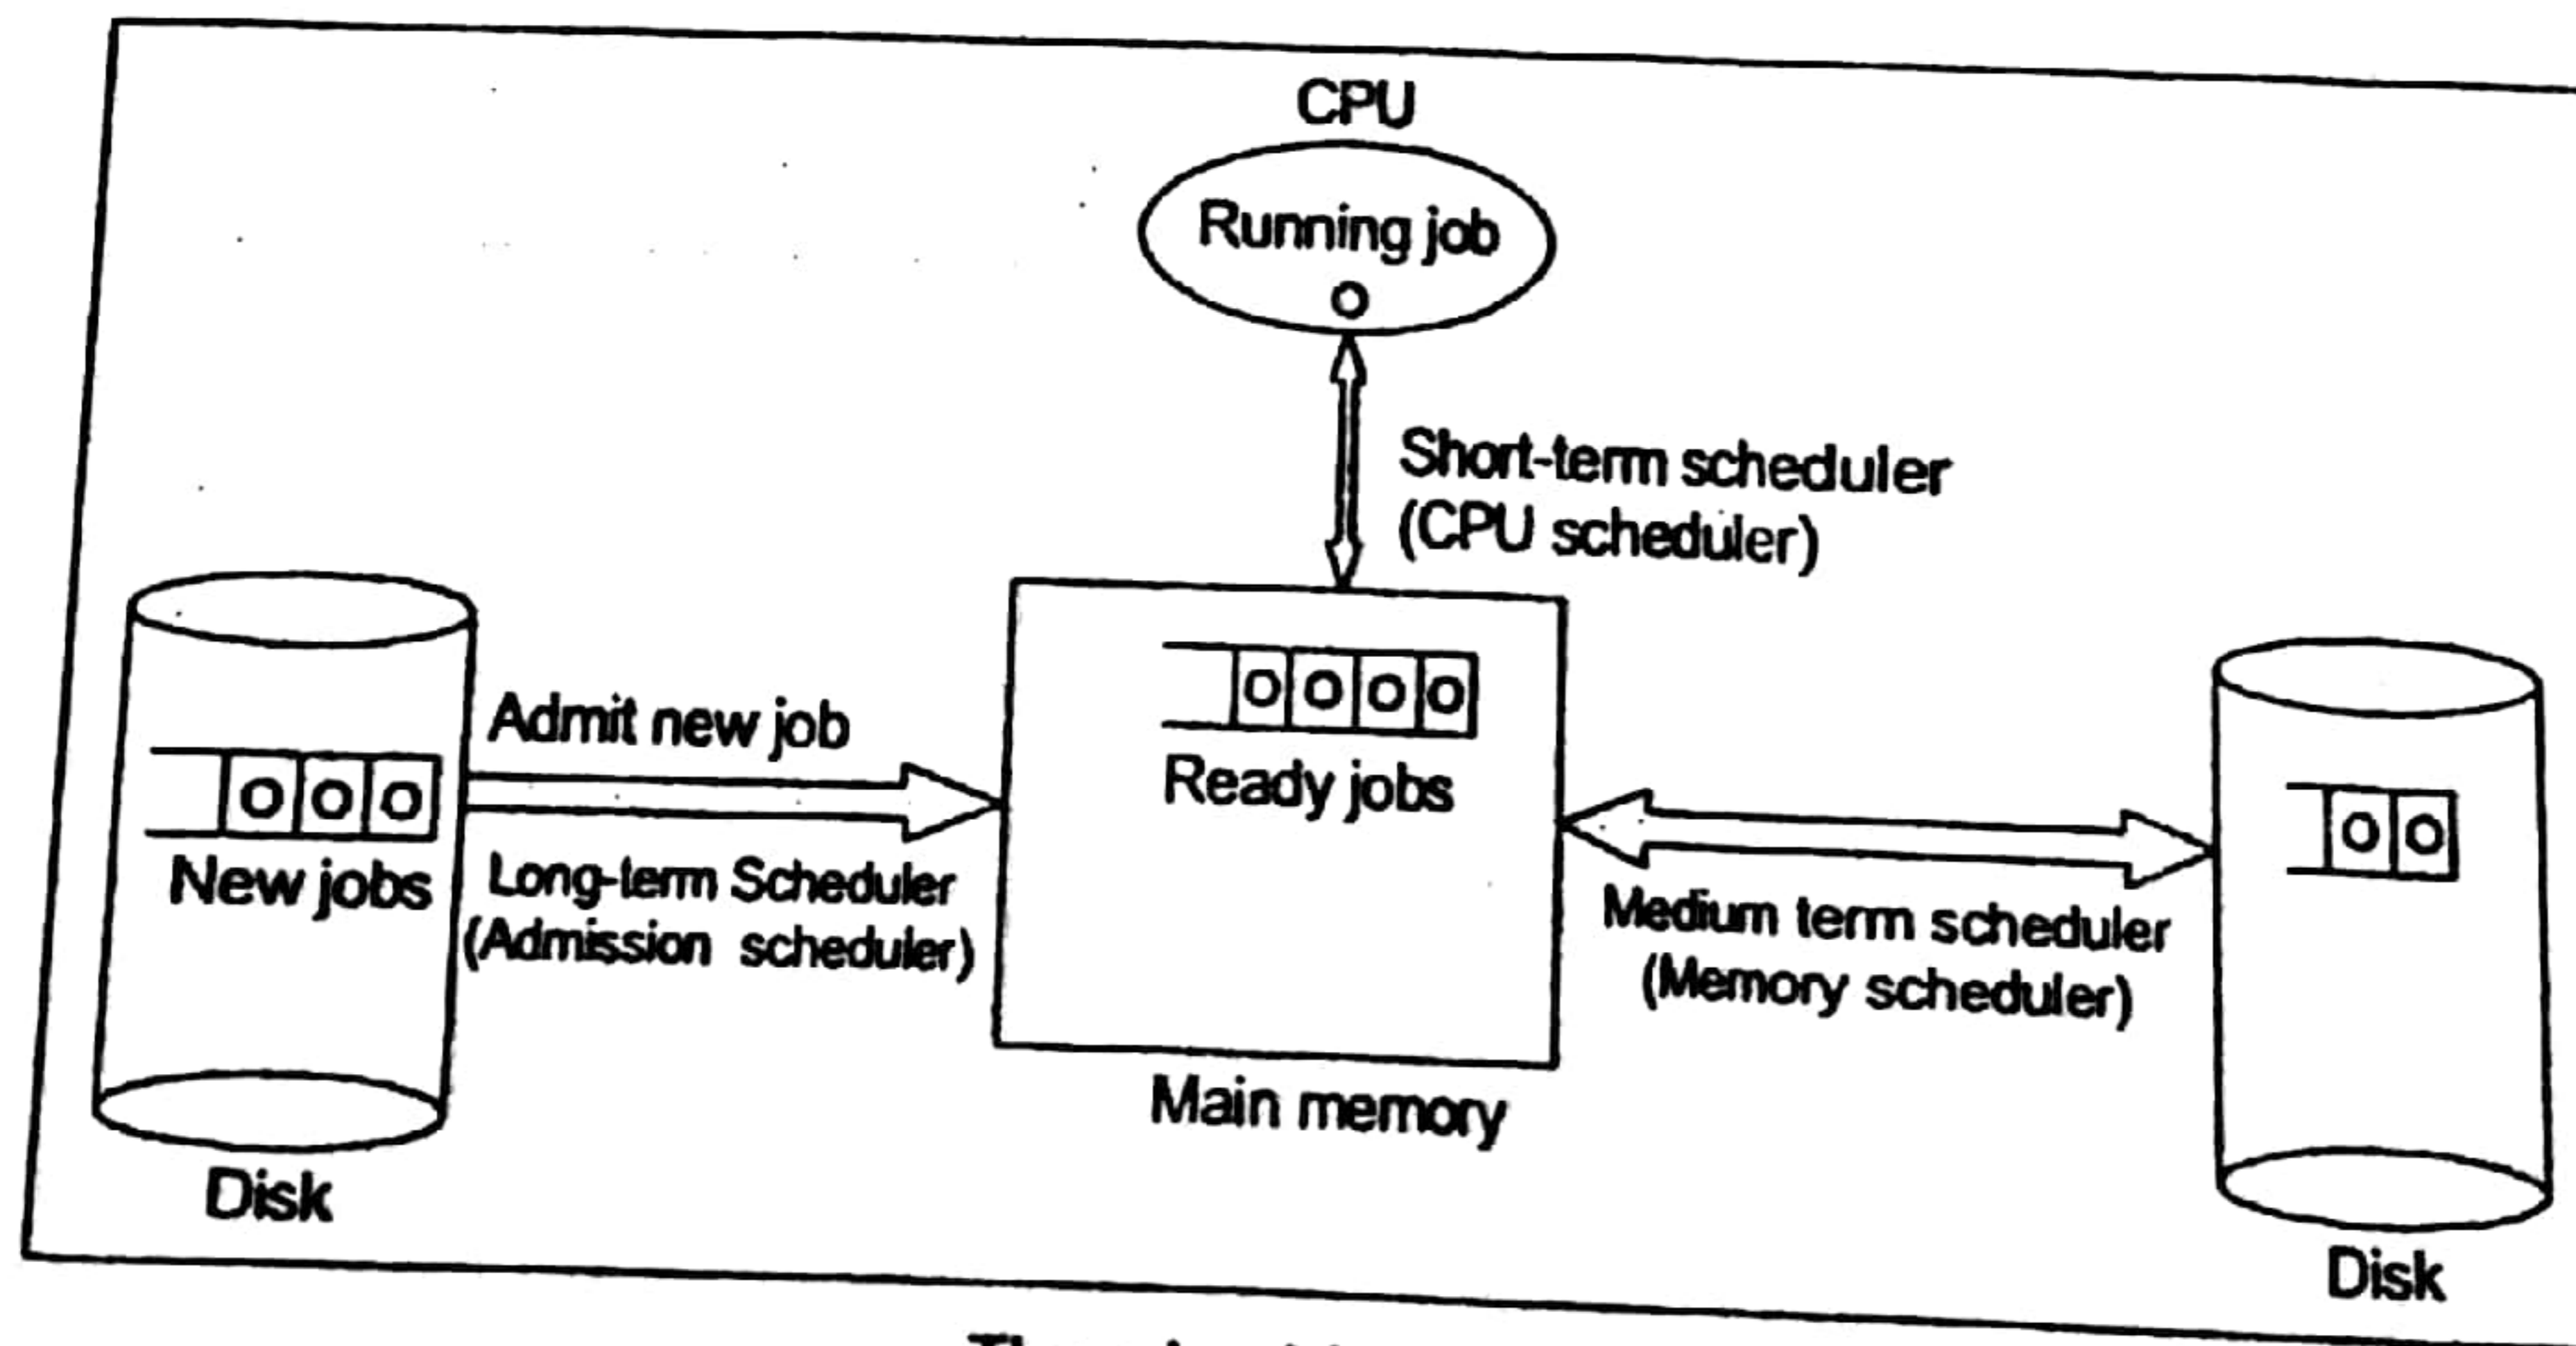 CPU
Running job
Short-term scheduler
(CPU scheduler)
Admit new job
New jobs
Long-term Scheduler
(Admission scheduler)
Ready jobs
Medium term scheduler
(Memory scheduler)
Main memory
Disk
Disk